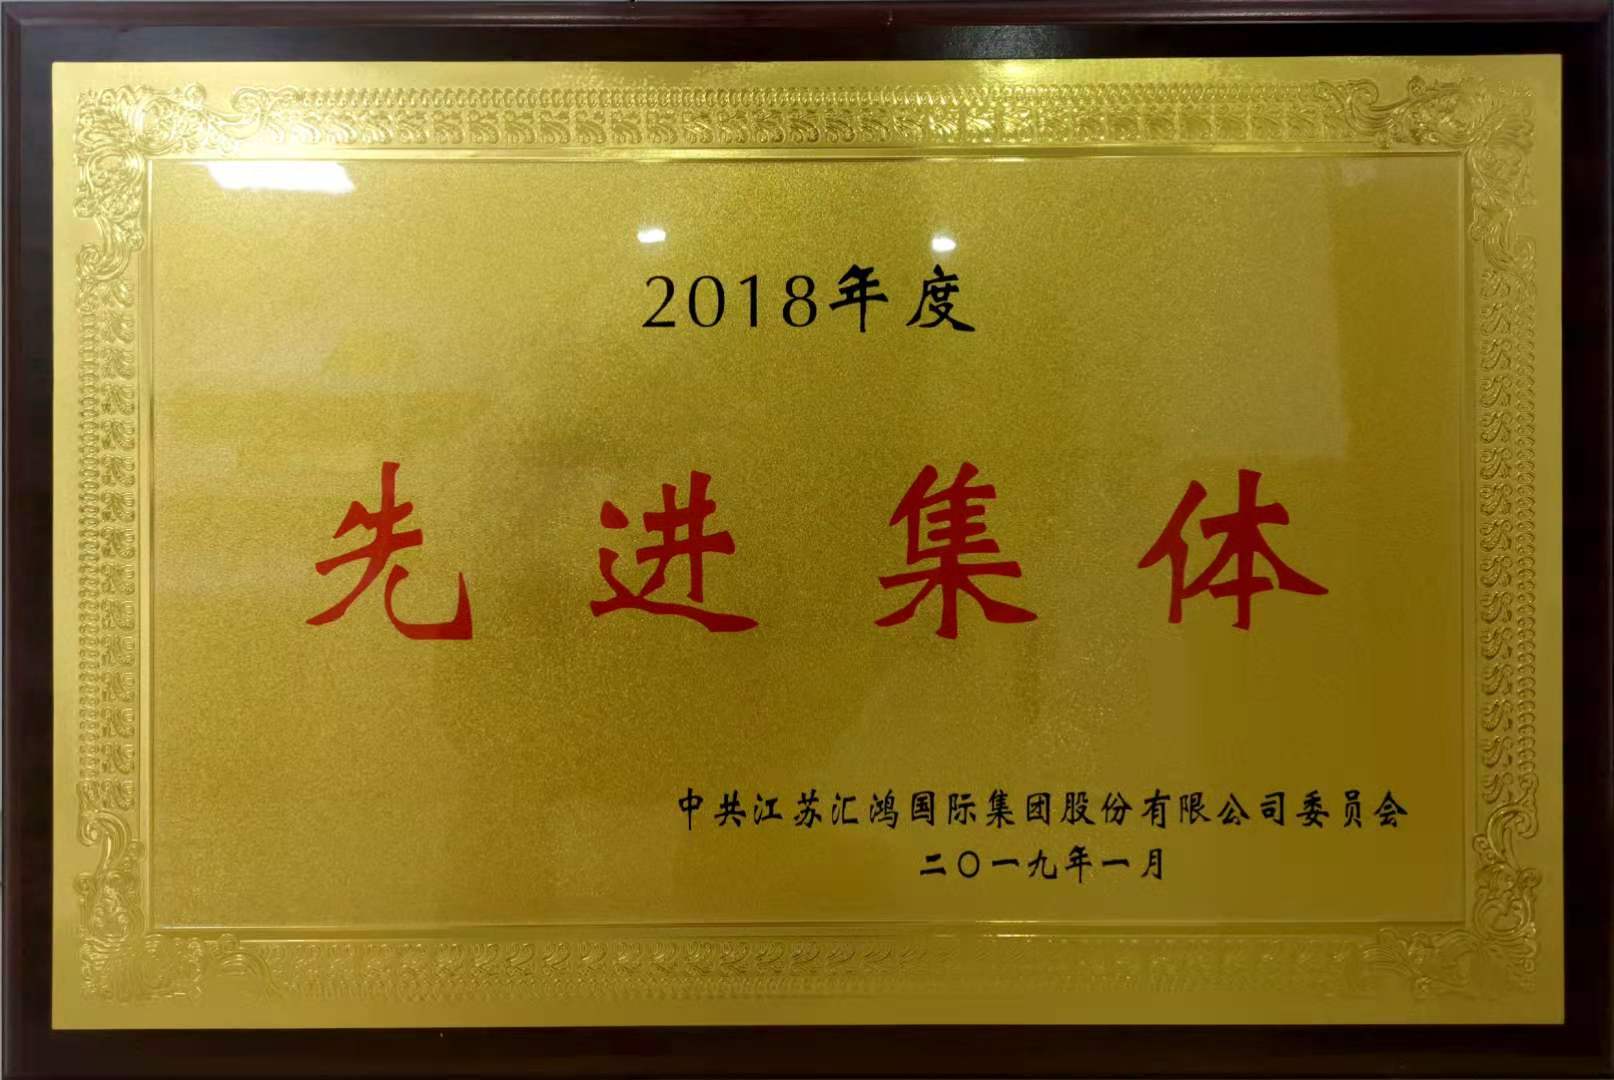 2018年度
先进集体
中共江苏汇鸿国际集团股份有限公司委员会
二〇一九年一月